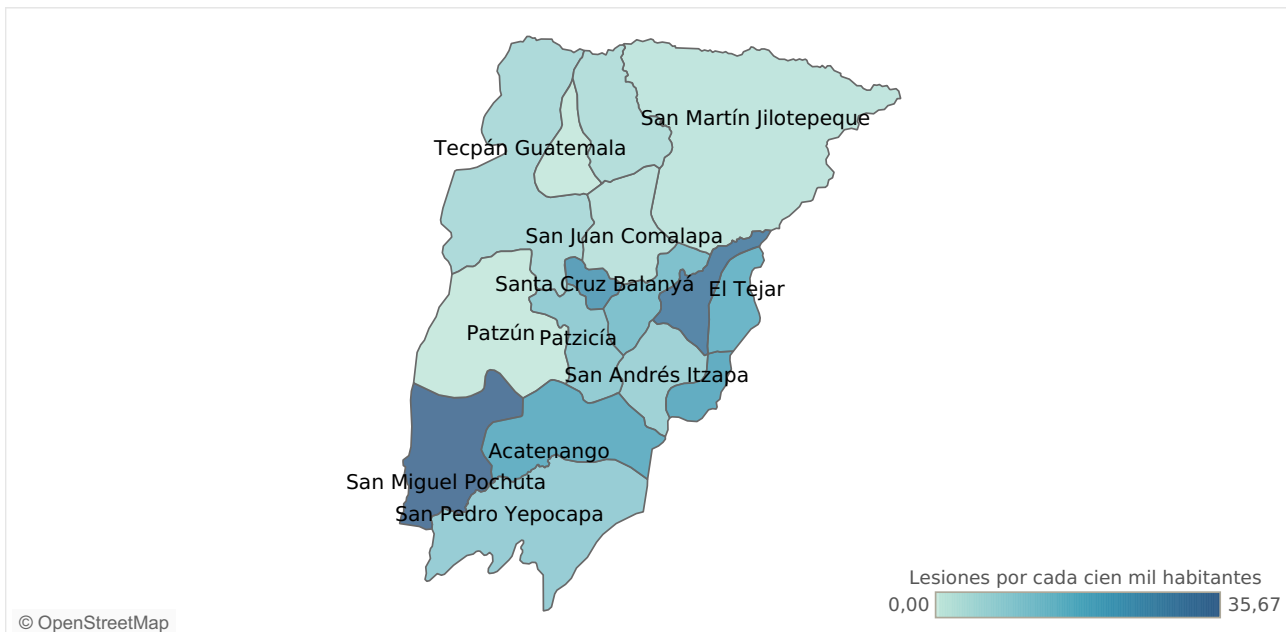 San Martín Jilotepeque
Tecpán Guatemala
San Juan Comalapa
Santa Cruz Balanyá
El Tejar
Patzún
Patzicía
San Andrés Itzapa
Acatenango
San Miguel Pochuta
San Pedro Yepocapa
Lesiones por cada cien mil habitantes
0,00
35,67
© OpenStreetMap